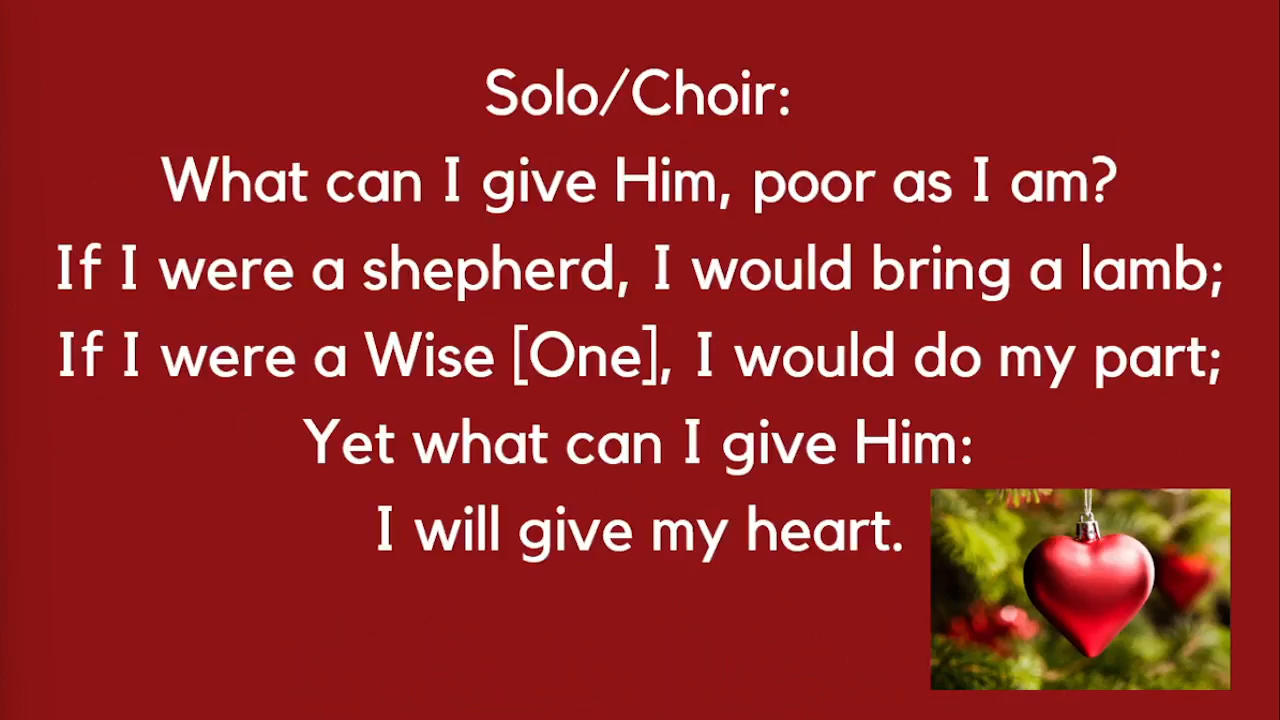 Solo/Choir:
What can I give Him, poor as I am?
If I were a shepherd, I would bring a lamb;
If I were a Wise [One], I would do my part;
Yet what can I give Him:
I will give my heart.